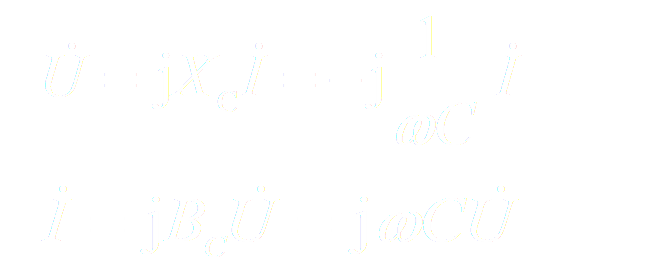 U̇ = jX_C İ = -j 1/(ωC) İ
İ = jB_C U̇ = jωCU̇